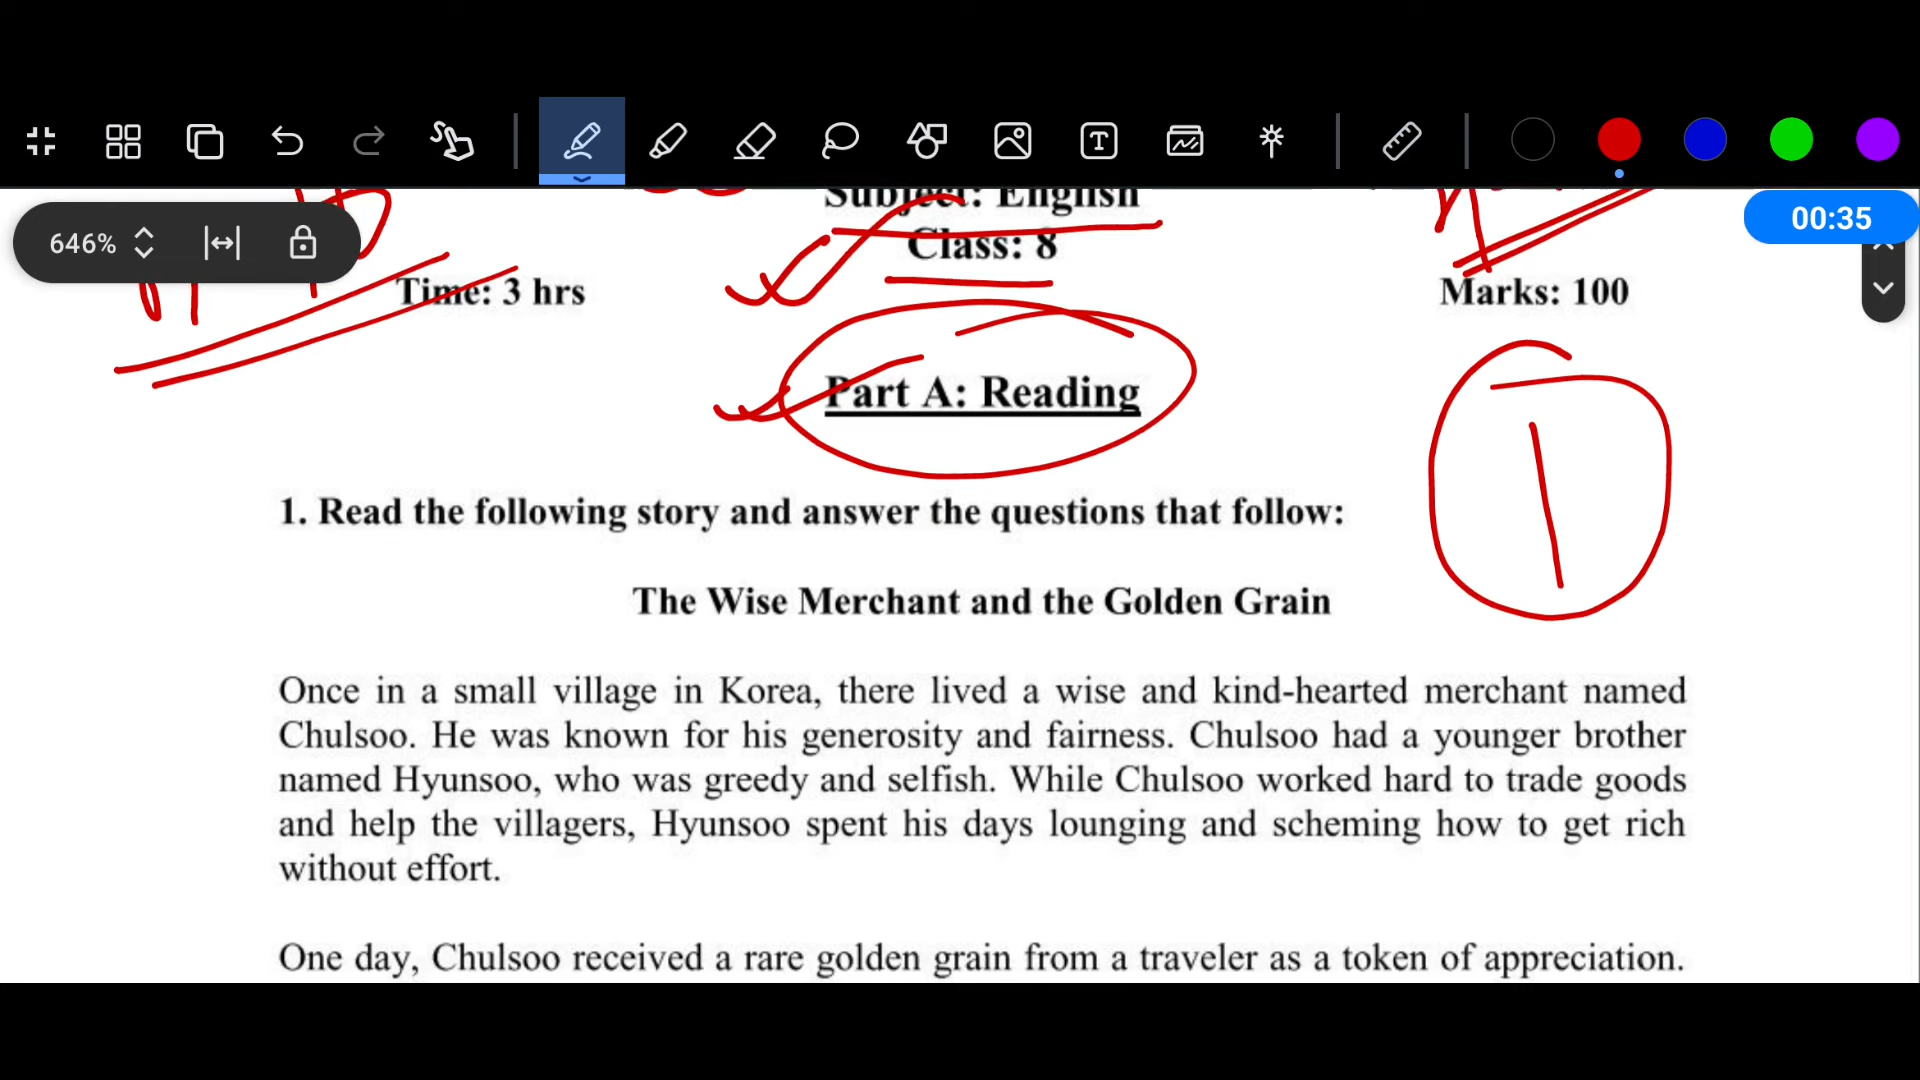 646%
00:35
Subject: English
Class: 8
Time: 3 hrs
Marks: 100
Part A: Reading
1
1. Read the following story and answer the questions that follow:
The Wise Merchant and the Golden Grain
Once in a small village in Korea, there lived a wise and kind-hearted merchant named
Chulsoo. He was known for his generosity and fairness. Chulsoo had a younger brother
named Hyunsoo, who was greedy and selfish. While Chulsoo worked hard to trade goods
and help the villagers, Hyunsoo spent his days lounging and scheming how to get rich
without effort.
One day, Chulsoo received a rare golden grain from a traveler as a token of appreciation.